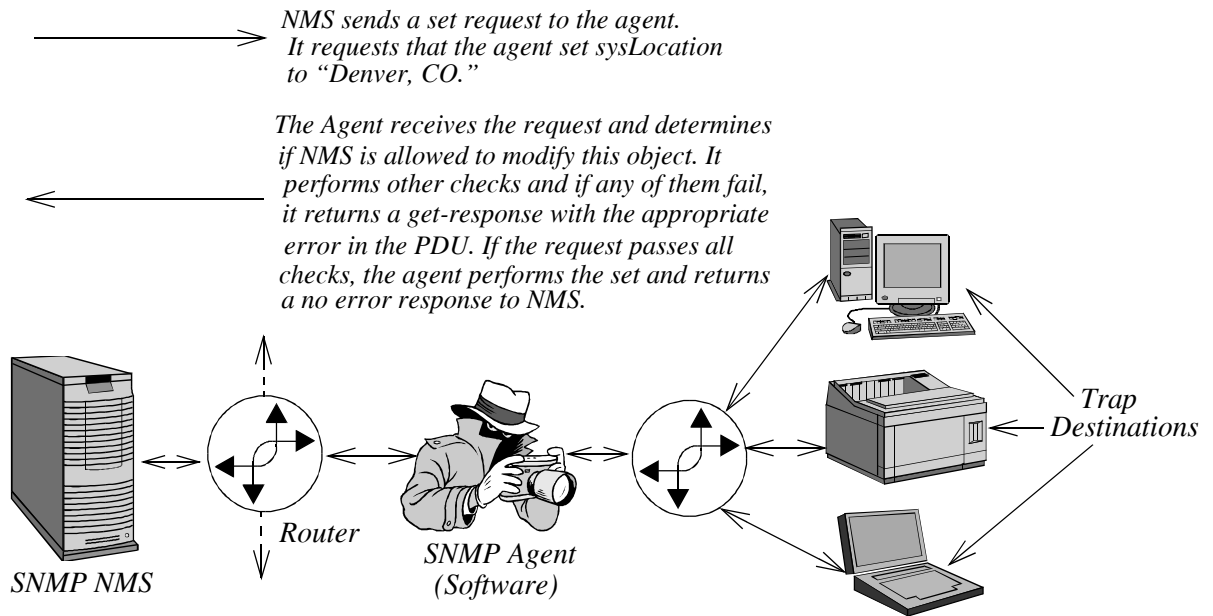 NMS sends a set request to the agent.
It requests that the agent set sysLocation
to “Denver, CO.”
The Agent receives the request and determines
if NMS is allowed to modify this object. It
performs other checks and if any of them fail,
it returns a get-response with the appropriate
error in the PDU. If the request passes all
checks, the agent performs the set and returns
a no error response to NMS.
Trap
Destinations
Router
SNMP Agent
(Software)
SNMP NMS